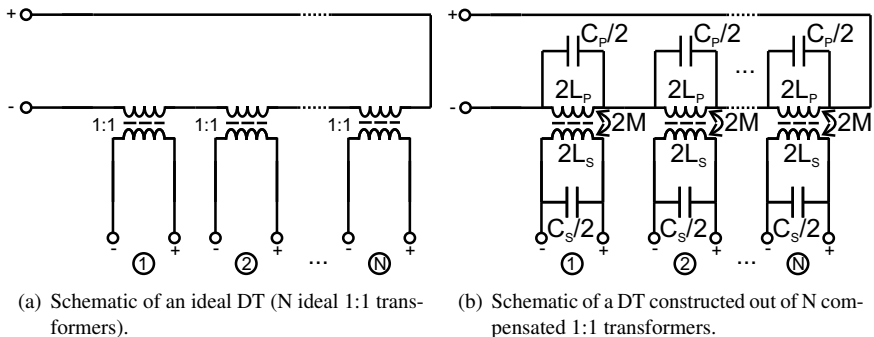 +
-
1:1 1:1 1:1
- + - + - +
1 2 ... N
(a) Schematic of an ideal DT (N ideal 1:1 trans-
formers).
+
C_P/2 C_P/2 C_P/2
...
2L_P 2L_P 2L_P
-
2M 2M 2M
2L_S 2L_S 2L_S
C_S/2 C_S/2 C_S/2
- + - + - +
1 2 ... N
(b) Schematic of a DT constructed out of N com-
pensated 1:1 transformers.